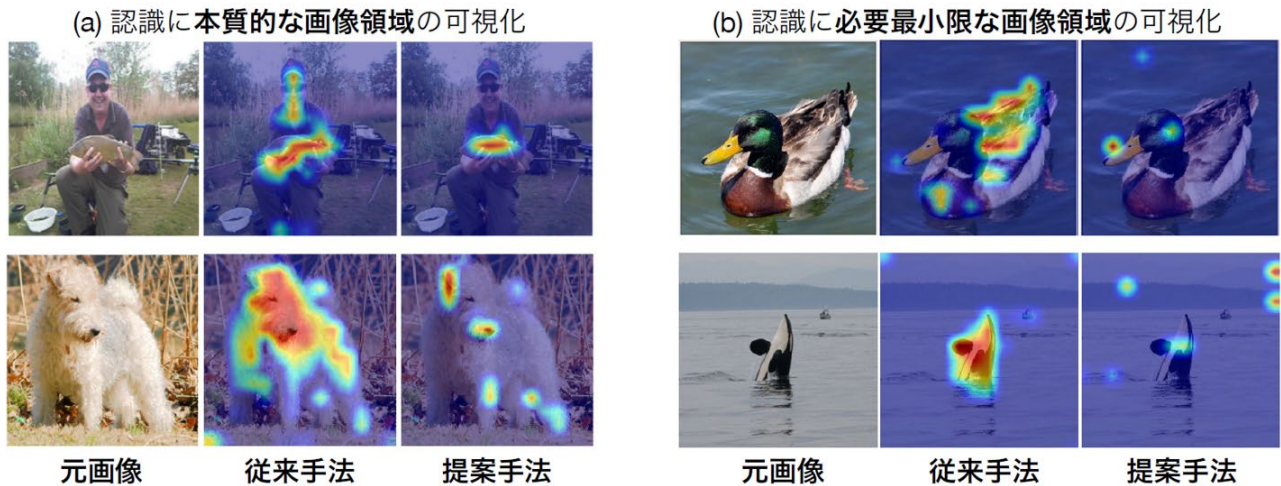 (a) 認識に本質的な画像領域の可視化
(b) 認識に必要最小限な画像領域の可視化
元画像
従来手法
提案手法
元画像
従来手法
提案手法